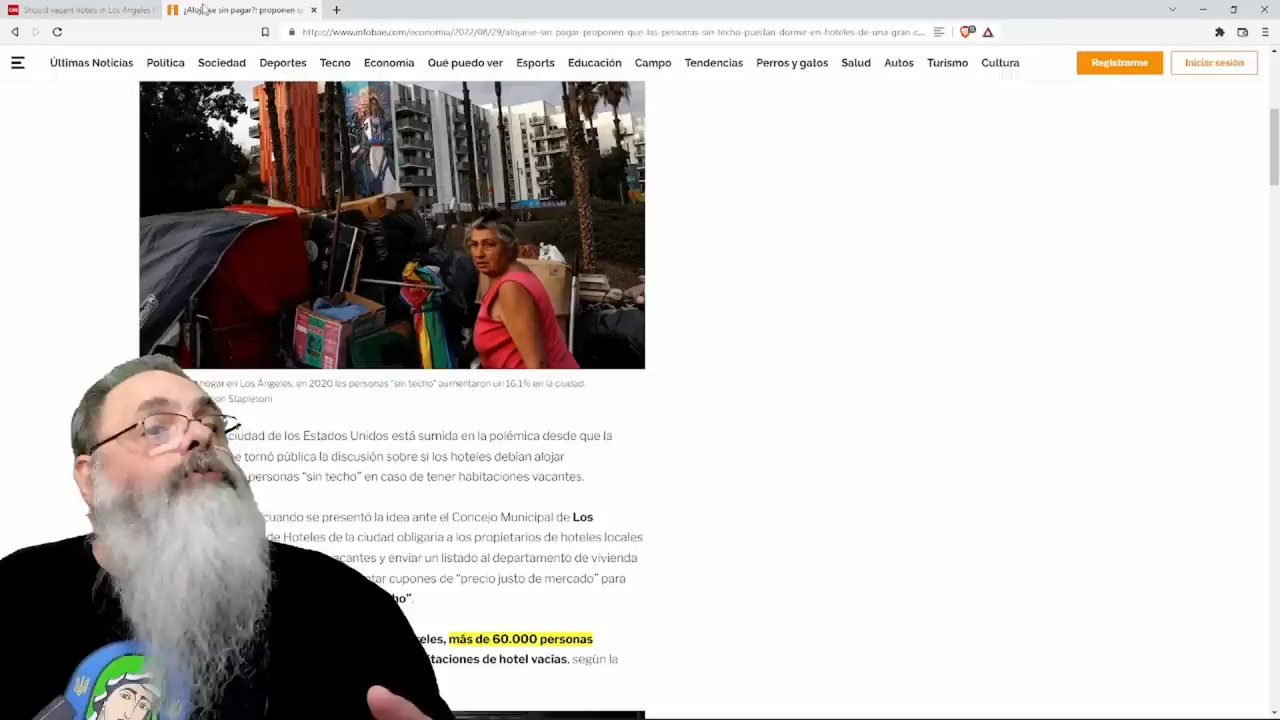 Should vacant hotels in Los Angeles
¿Alojarse sin pagar?: proponen q
https://www.infobae.com/economia/2022/08/29/alojarse-sin-pagar-proponen-que-las-personas-sin-techo-puedan-dormir-en-hoteles-de-una-gran-c...
Últimas Noticias Política Sociedad Deportes Tecno Economía Qué puedo ver Esports Educación Campo Tendencias Perros y gatos Salud Autos Turismo Cultura Registrarme Iniciar sesión
hogar en Los Ángeles, en 2020 las personas "sin techo" aumentaron un 16,1% en la ciudad.
Stapleton)
ciudad de los Estados Unidos está sumida en la polémica desde que la
e tornó pública la discusión sobre si los hoteles debían alojar
personas “sin techo” en caso de tener habitaciones vacantes.
cuando se presentó la idea ante el Concejo Municipal de Los
de Hoteles de la ciudad obligaría a los propietarios de hoteles locales
acantes y enviar un listado al departamento de vivienda
ntar cupones de “precio justo de mercado” para
ho”.
eles, más de 60.000 personas
itaciones de hotel vacías, según la